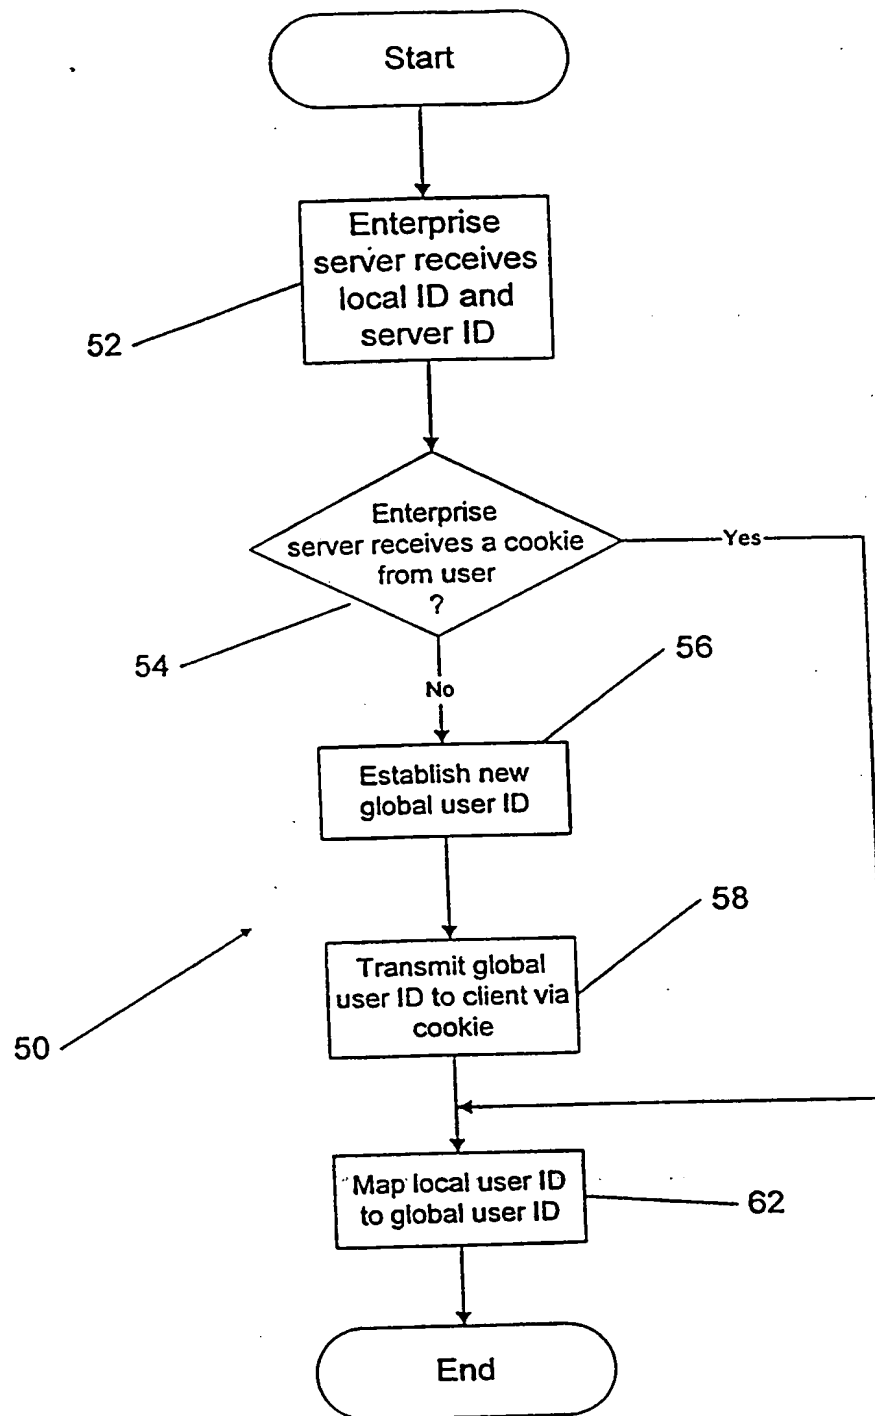 Start
Enterprise
server receives
local ID and
server ID
52
Enterprise
server receives a cookie
from user
?
Yes
54
No
56
Establish new
global user ID
58
Transmit global
user ID to client via
cookie
50
Map local user ID
to global user ID
62
End